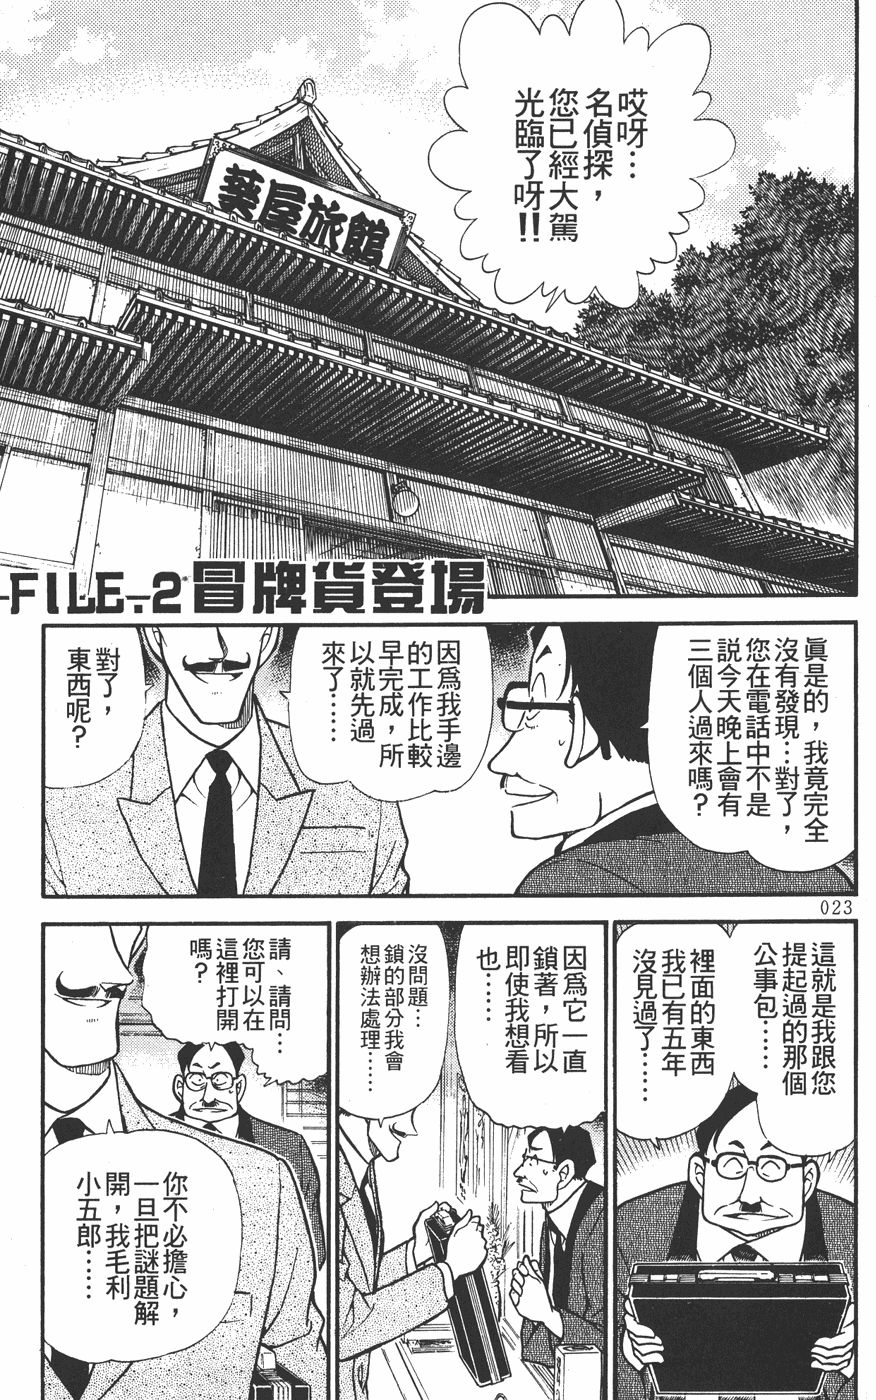 哎呀…
名偵探，
您已經大駕
光臨了呀!!
葵屋旅館
FILE.2 冒牌貨登場
眞是的，我竟完全
沒有發現…對了，
您在電話中不是
説今天晚上會有
三個人過來嗎？
因爲我手邊
的工作比較
早完成，所
以就先過
來了……
對了，
東西呢？
023
這就是我跟您
提起過的那個
公事包……
裡面的東西
我已有五年
沒見過了……
因爲它一直
鎖著，所以
即使我想看
也……
沒問題…
鎖的部分我會
想辦法處理……
請、請問…
您可以在
這裡打開
嗎？
你不必擔心，
一旦把謎題解
開，我毛利
小五郎……